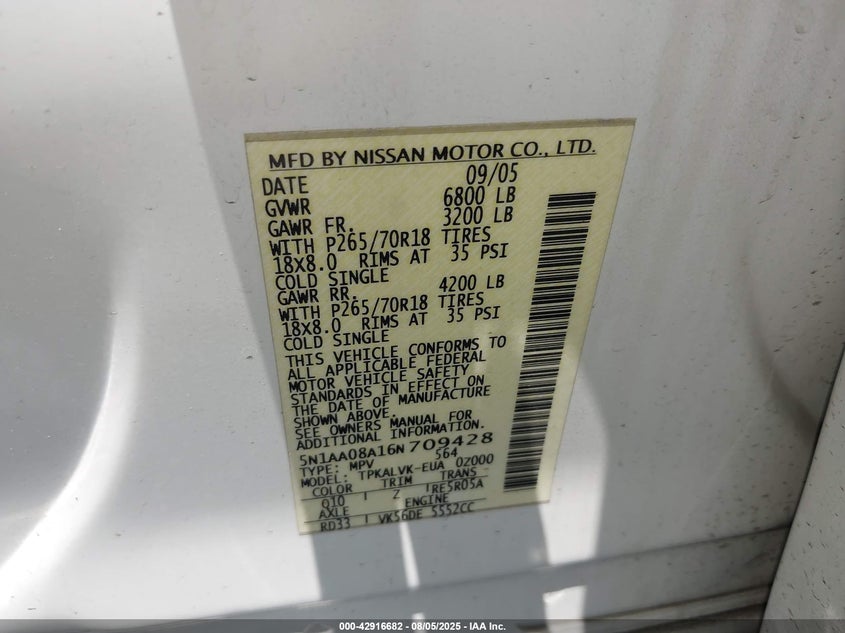 MFD BY NISSAN MOTOR CO., LTD.
DATE 09/05
GVWR 6800 LB
GAWR FR. 3200 LB
WITH P265/70R18 TIRES
18X8.0 RIMS AT 35 PSI
COLD SINGLE
GAWR RR. 4200 LB
WITH P265/70R18 TIRES
18X8.0 RIMS AT 35 PSI
COLD SINGLE
THIS VEHICLE CONFORMS TO
ALL APPLICABLE FEDERAL
MOTOR VEHICLE SAFETY
STANDARDS IN EFFECT ON
THE DATE OF MANUFACTURE
SHOWN ABOVE.
SEE OWNERS MANUAL FOR
ADDITIONAL INFORMATION.
5N1AA08A16N709428
TYPE: MPV 564
MODEL: TPKALVK-EUA 0Z000
COLOR TRIM TRANS
Q10 Z RE5R05A
AXLE ENGINE
RD33 VK56DE 5552CC
000-42916682 - 08/05/2025 - IAA Inc.